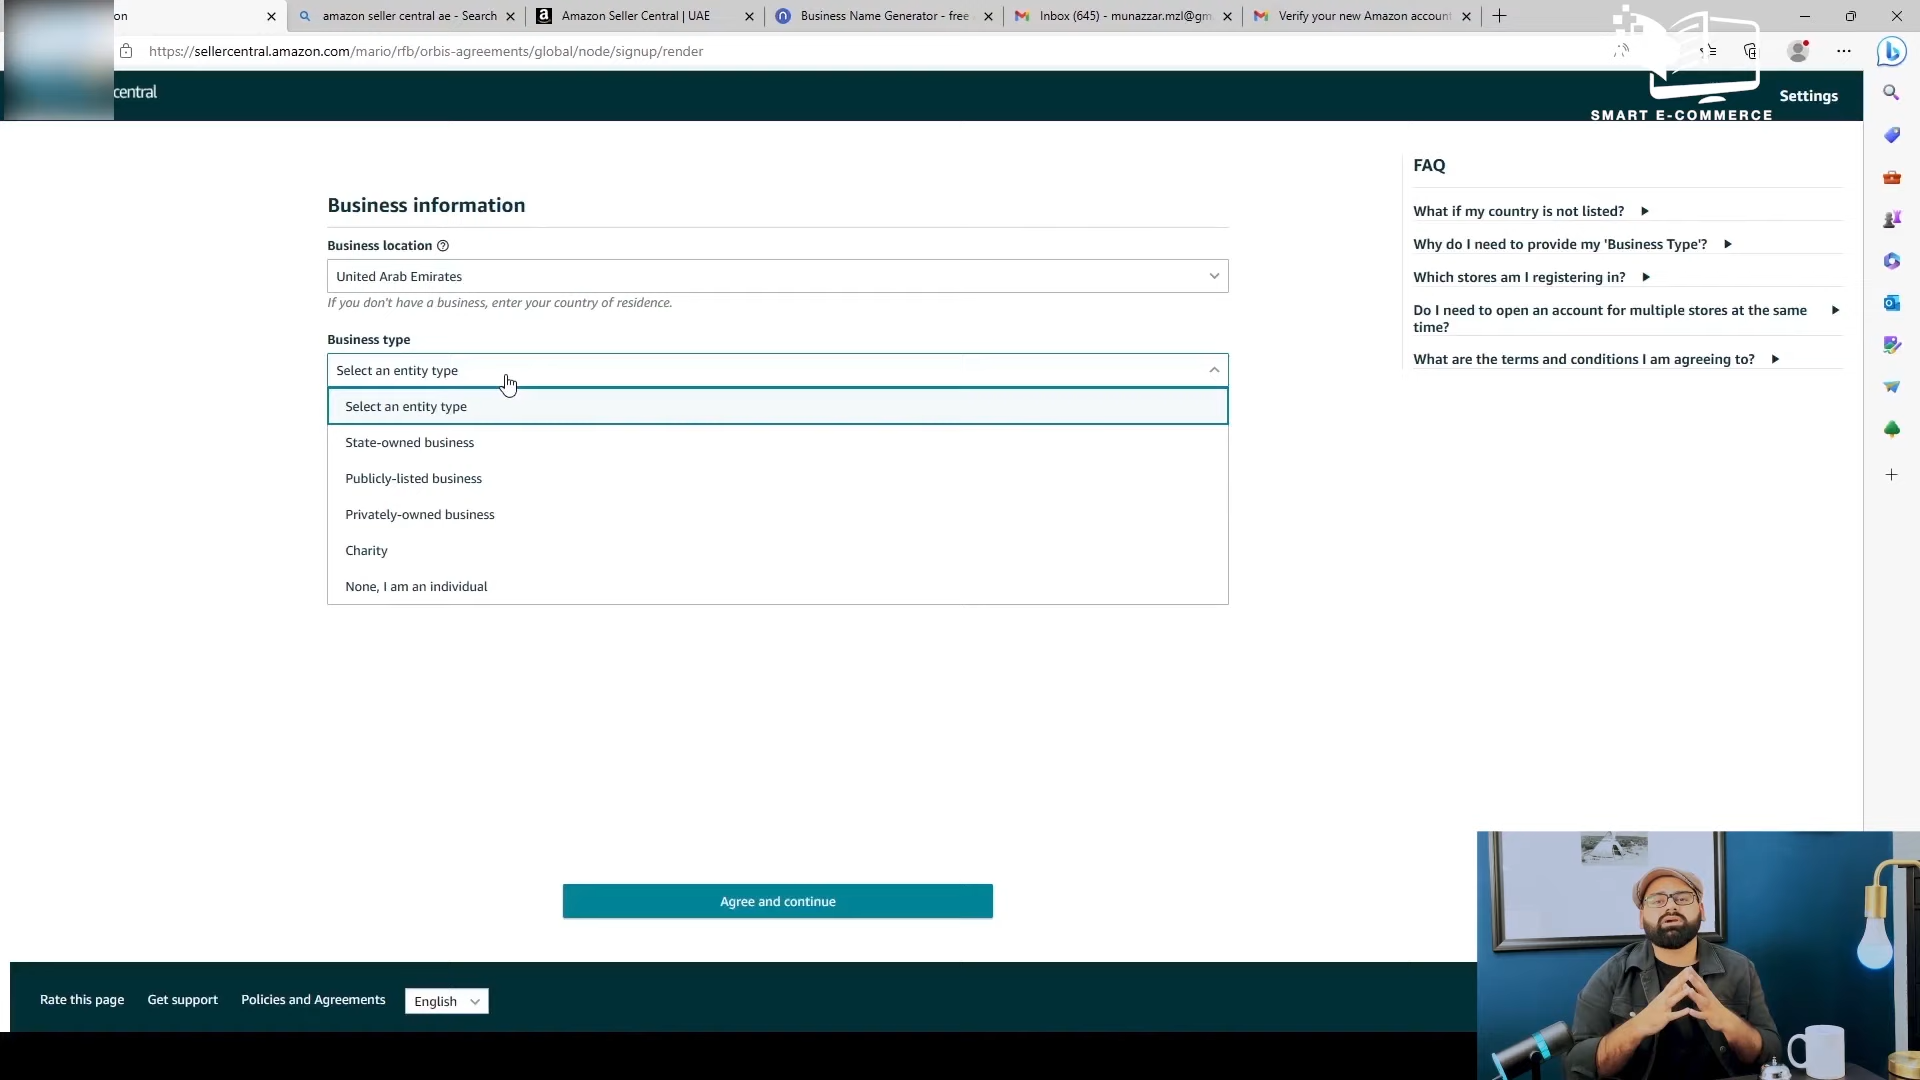 on
amazon seller central ae - Search
Amazon Seller Central | UAE
Business Name Generator - free
Inbox (645) - munazzar.mzl@gm
Verify your new Amazon account
https://sellercentral.amazon.com/mario/rfb/orbis-agreements/global/node/signup/render
central
SMART E-COMMERCE
Settings
Business information
Business location
United Arab Emirates
If you don't have a business, enter your country of residence.
Business type
Select an entity type
Select an entity type
State-owned business
Publicly-listed business
Privately-owned business
Charity
None, I am an individual
FAQ
What if my country is not listed?
Why do I need to provide my 'Business Type'?
Which stores am I registering in?
Do I need to open an account for multiple stores at the same
time?
What are the terms and conditions I am agreeing to?
Agree and continue
Rate this page
Get support
Policies and Agreements
English